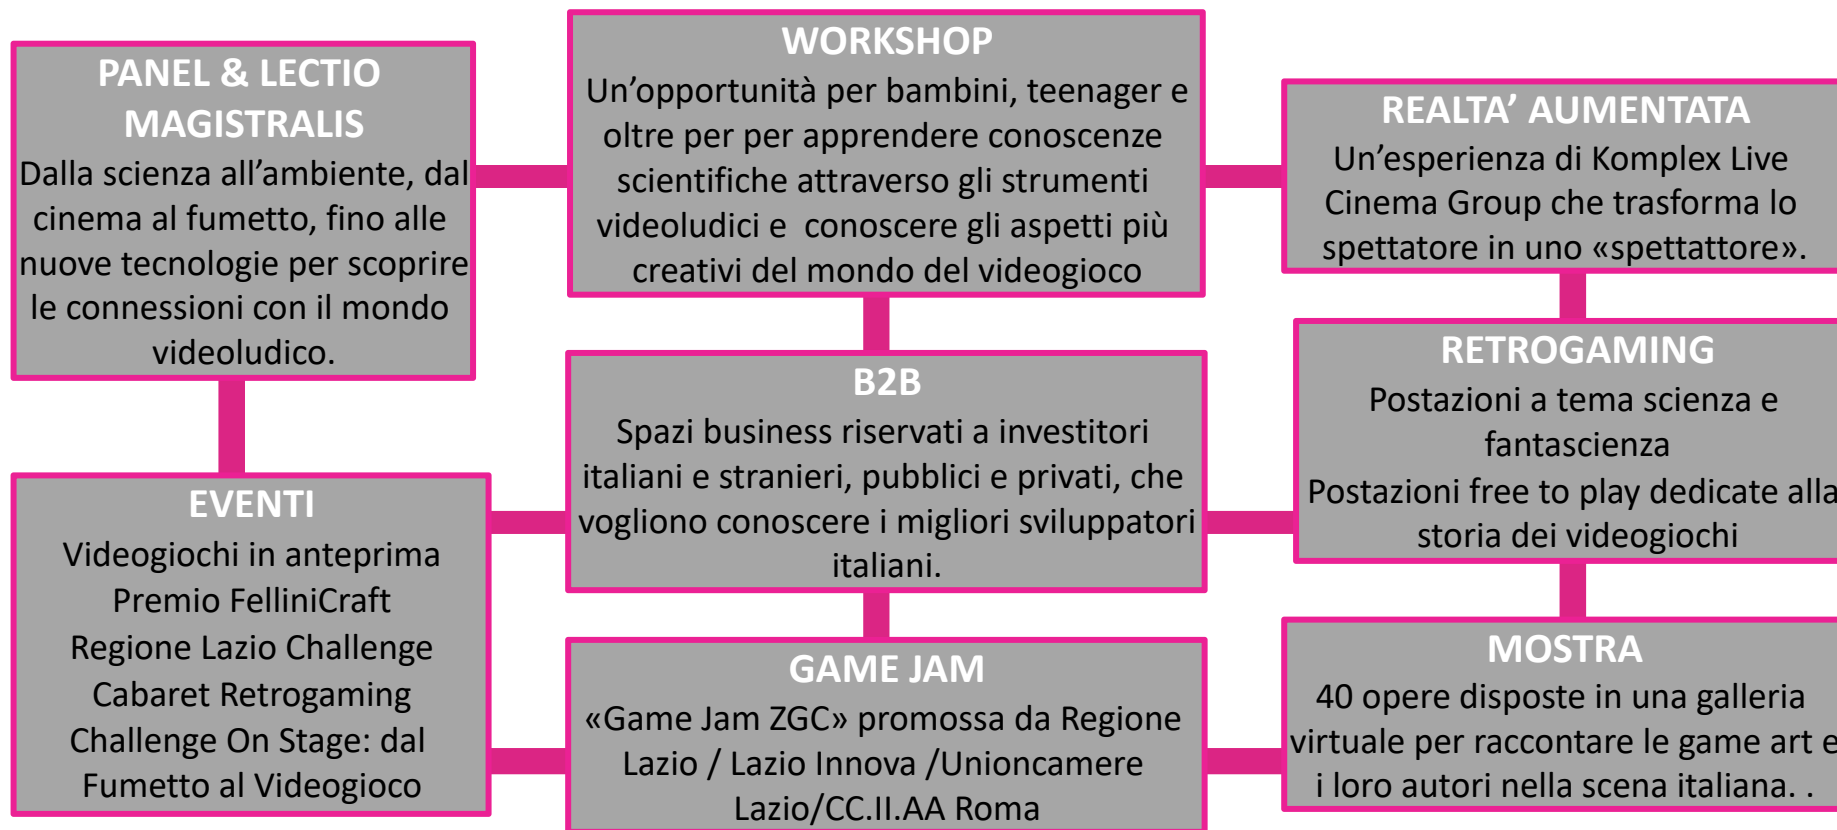 PANEL & LECTIO
MAGISTRALIS
Dalla scienza all’ambiente, dal
cinema al fumetto, fino alle
nuove tecnologie per scoprire
le connessioni con il mondo
videoludico.
WORKSHOP
Un’opportunità per bambini, teenager e
oltre per per apprendere conoscenze
scientifiche attraverso gli strumenti
videoludici e conoscere gli aspetti più
creativi del mondo del videogioco
REALTA’ AUMENTATA
Un’esperienza di Komplex Live
Cinema Group che trasforma lo
spettatore in uno «spettattore».
EVENTI
Videogiochi in anteprima
Premio FelliniCraft
Regione Lazio Challenge
Cabaret Retrogaming
Challenge On Stage: dal
Fumetto al Videogioco
B2B
Spazi business riservati a investitori
italiani e stranieri, pubblici e privati, che
vogliono conoscere i migliori sviluppatori
italiani.
RETROGAMING
Postazioni a tema scienza e
fantascienza
Postazioni free to play dedicate alla
storia dei videogiochi
GAME JAM
«Game Jam ZGC» promossa da Regione
Lazio / Lazio Innova /Unioncamere
Lazio/CC.II.AA Roma
MOSTRA
40 opere disposte in una galleria
virtuale per raccontare le game art e
i loro autori nella scena italiana. .